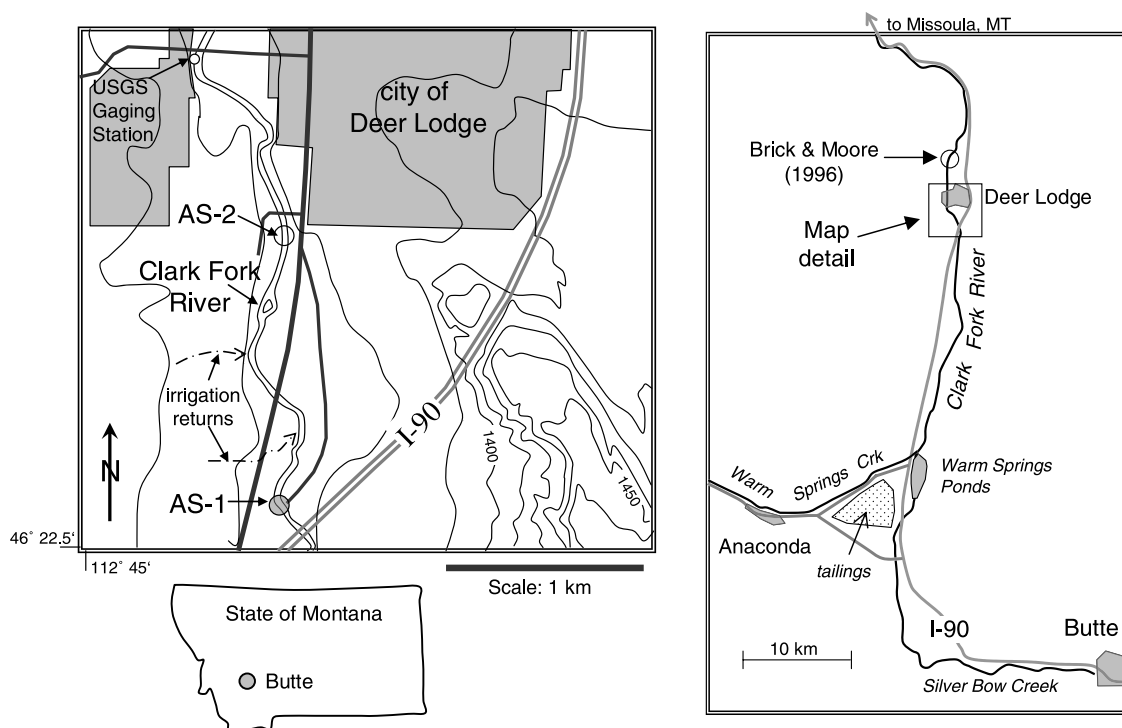 USGS
Gaging
Station
city of
Deer Lodge
AS-2
Clark Fork
River
irrigation
returns
I-90
1400
1450
N
AS-1
46° 22.5'
112° 45'
Scale: 1 km
State of Montana
Butte
to Missoula, MT
Brick & Moore
(1996)
Deer Lodge
Map
detail
Clark Fork River
Warm Springs Crk
Warm Springs
Ponds
Anaconda
tailings
I-90
Butte
10 km
Silver Bow Creek